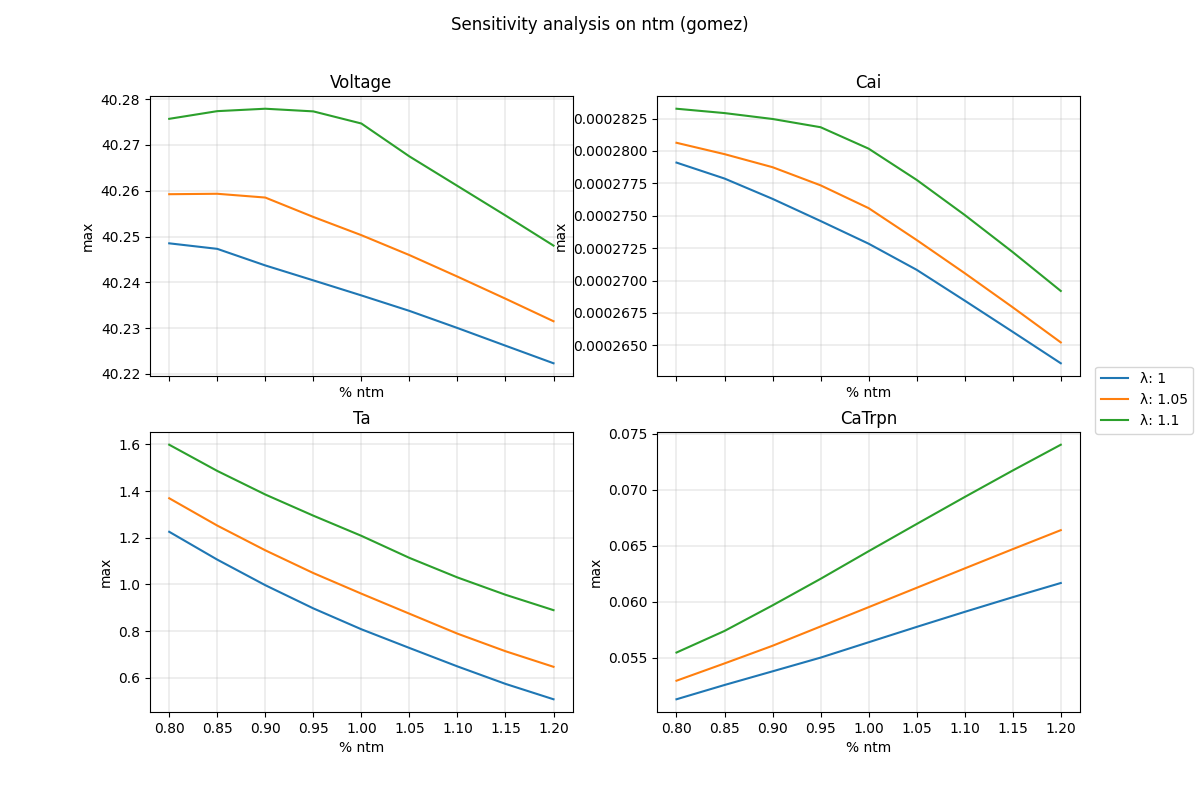 Sensitivity analysis on ntm (gomez)
Voltage
40.28
40.27
40.26
40.25
40.24
40.23
40.22
max
% ntm
Cai
0.0002825
0.0002800
0.0002775
0.0002750
0.0002725
0.0002700
0.0002675
0.0002650
max
% ntm
λ: 1
λ: 1.05
λ: 1.1
Ta
1.6
1.4
1.2
1.0
0.8
0.6
max
0.80 0.85 0.90 0.95 1.00 1.05 1.10 1.15 1.20
% ntm
CaTrpn
0.075
0.070
0.065
0.060
0.055
max
0.80 0.85 0.90 0.95 1.00 1.05 1.10 1.15 1.20
% ntm